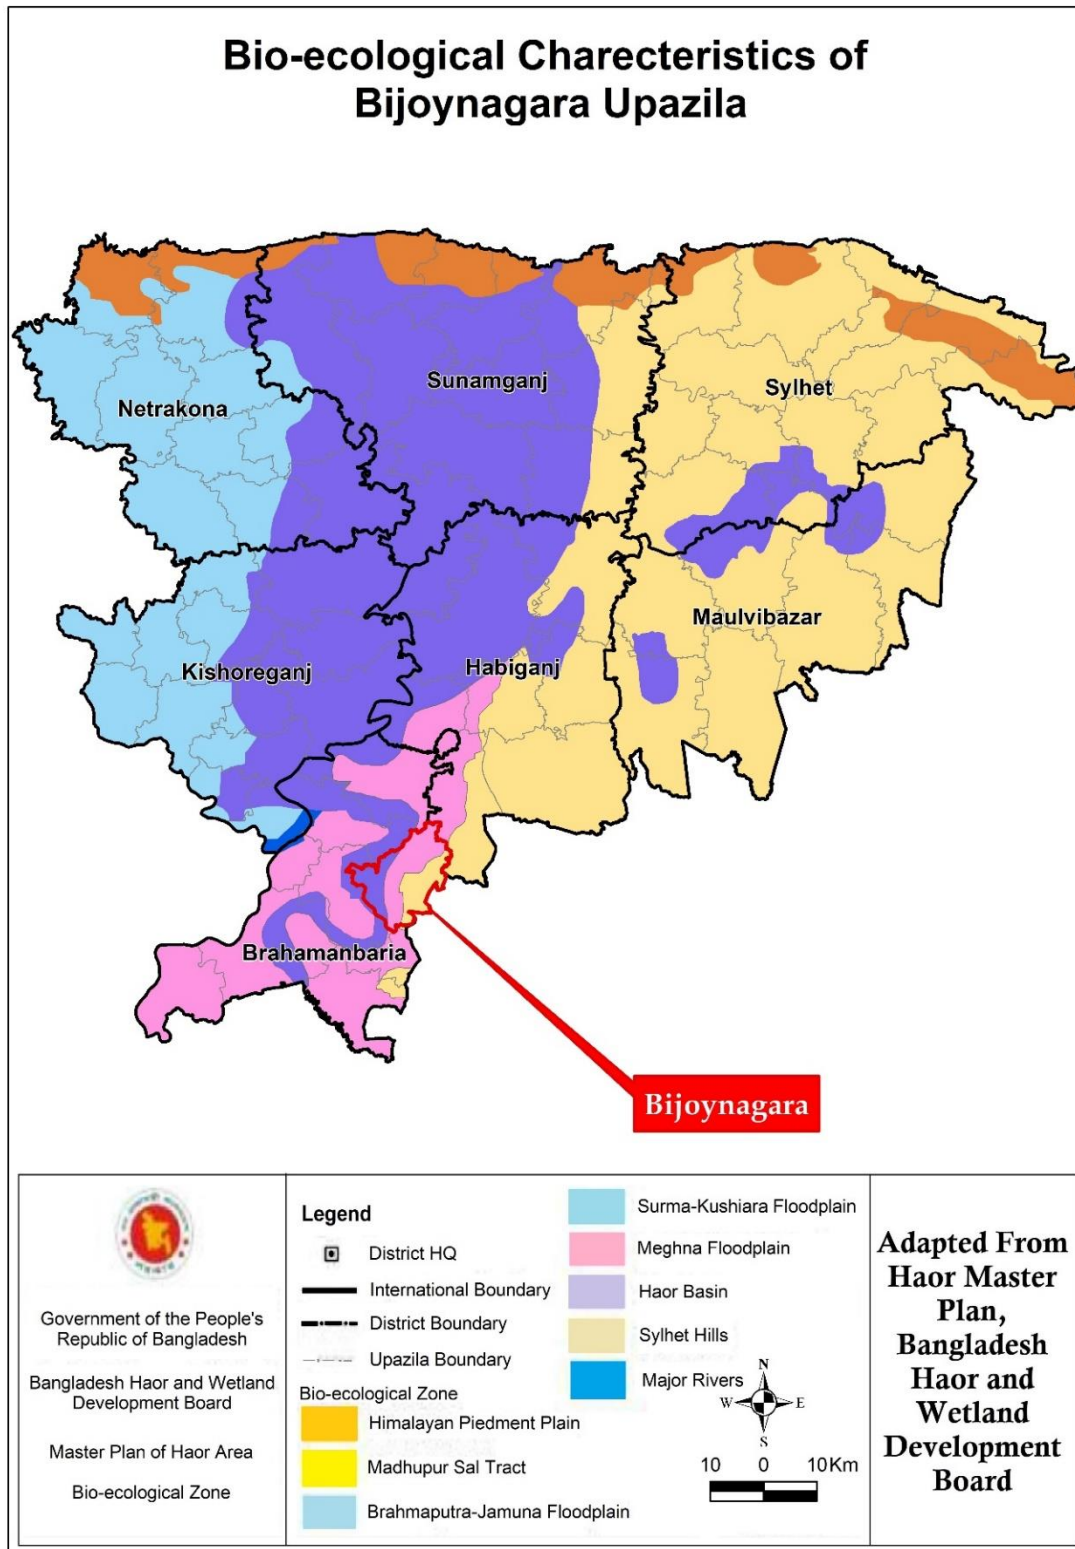 Bio-ecological Charecteristics of
Bijoynagara Upazila
Sunamganj
Sylhet
Netrakona
Maulvibazar
Kishoreganj
Habiganj
Brahamanbaria
Bijoynagara
Government of the People's
Republic of Bangladesh
Bangladesh Haor and Wetland
Development Board
Master Plan of Haor Area
Bio-ecological Zone
Legend
District HQ
International Boundary
District Boundary
Upazila Boundary
Bio-ecological Zone
Himalayan Piedment Plain
Madhupur Sal Tract
Brahmaputra-Jamuna Floodplain
Surma-Kushiara Floodplain
Meghna Floodplain
Haor Basin
Sylhet Hills
Major Rivers
N
W E
S
10 0 10Km
Adapted From
Haor Master
Plan,
Bangladesh
Haor and
Wetland
Development
Board